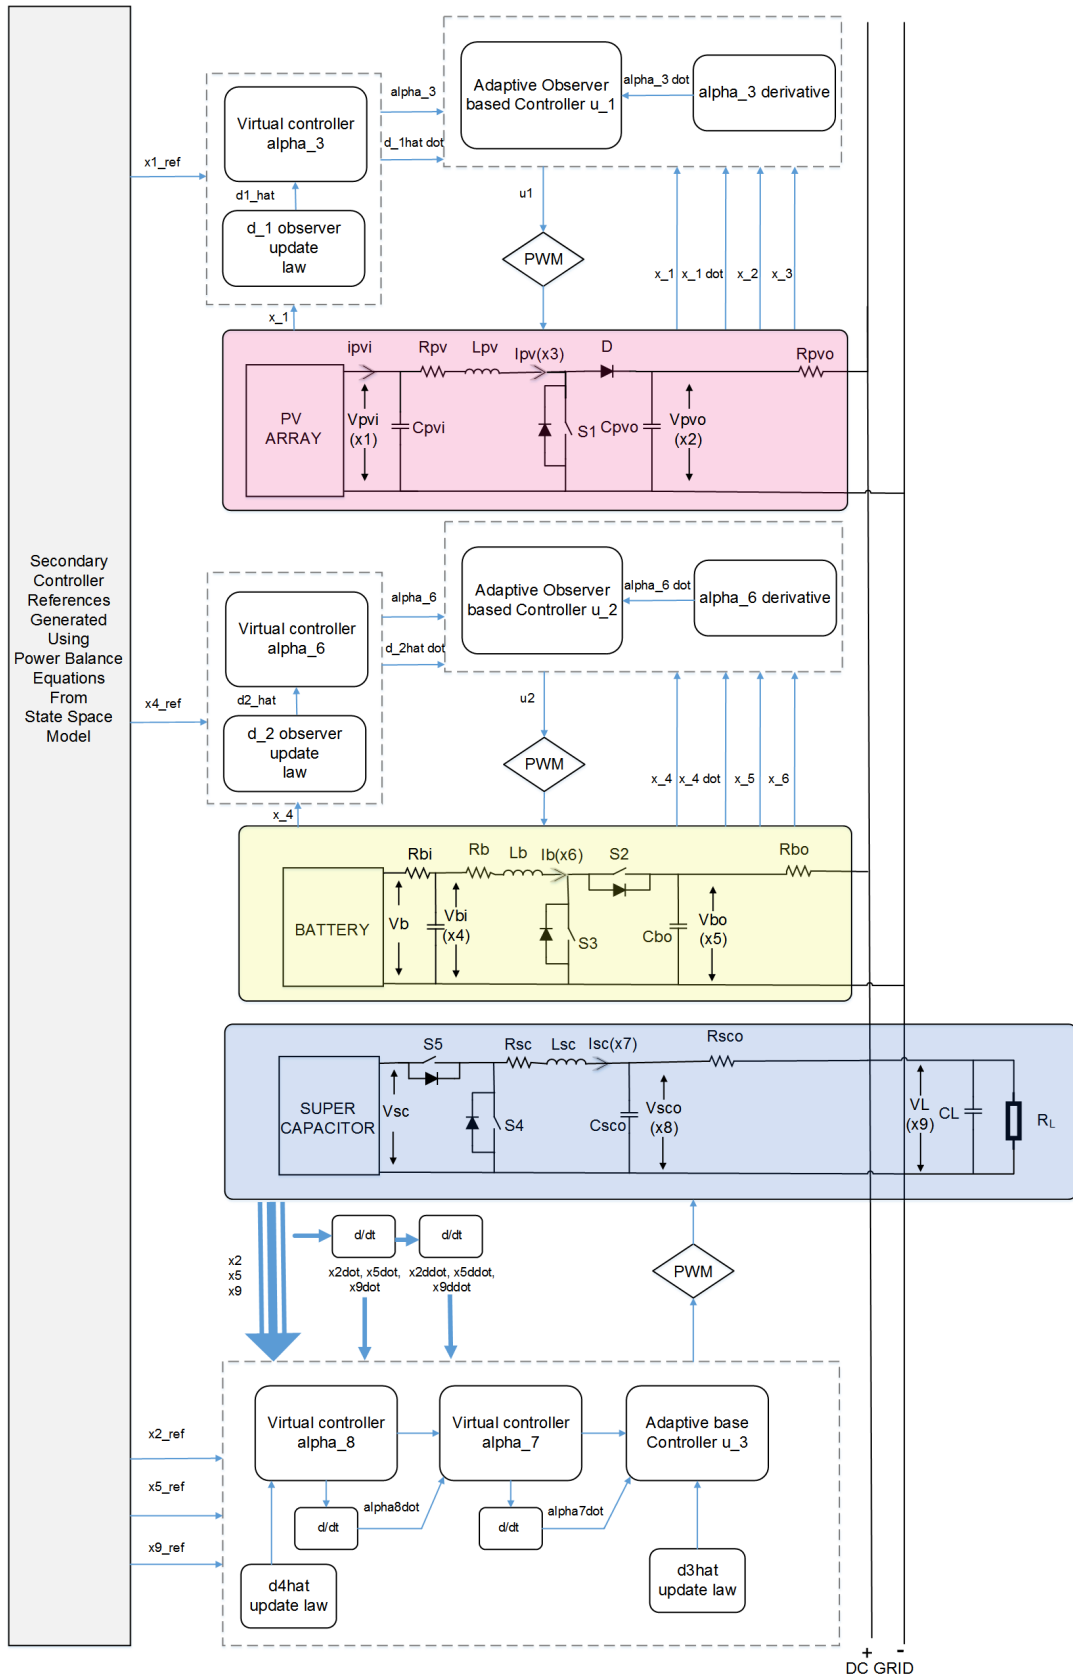 Secondary
Controller
References
Generated
Using
Power Balance
Equations
From
State Space
Model
x1_ref
Virtual controller
alpha_3
d1_hat
d_1 observer
update
law
x_1
alpha_3
d_1hat dot
Adaptive Observer
based Controller u_1
alpha_3 dot
alpha_3 derivative
u1
PWM
x_1
x_1 dot
x_2
x_3
PV
ARRAY
ipvi
Vpvi
(x1)
Cpvi
Rpv
Lpv
Ipv(x3)
S1
D
Cpvo
Vpvo
(x2)
Rpvo
x4_ref
Virtual controller
alpha_6
d2_hat
d_2 observer
update
law
x_4
alpha_6
d_2hat dot
Adaptive Observer
based Controller u_2
alpha_6 dot
alpha_6 derivative
u2
PWM
x_4
x_4 dot
x_5
x_6
BATTERY
Vb
Rbi
Vbi
(x4)
Rb
Lb
Ib(x6)
S2
S3
Cbo
Vbo
(x5)
Rbo
SUPER
CAPACITOR
Vsc
S5
S4
Rsc
Lsc
Isc(x7)
Csco
Vsco
(x8)
Rsco
VL
(x9)
CL
RL
x2
x5
x9
d/dt
d/dt
x2dot, x5dot,
x9dot
x2ddot, x5ddot,
x9ddot
PWM
x2_ref
x5_ref
x9_ref
Virtual controller
alpha_8
Virtual controller
alpha_7
Adaptive base
Controller u_3
d/dt
alpha8dot
d/dt
alpha7dot
d4hat
update law
d3hat
update law
+
-
DC GRID